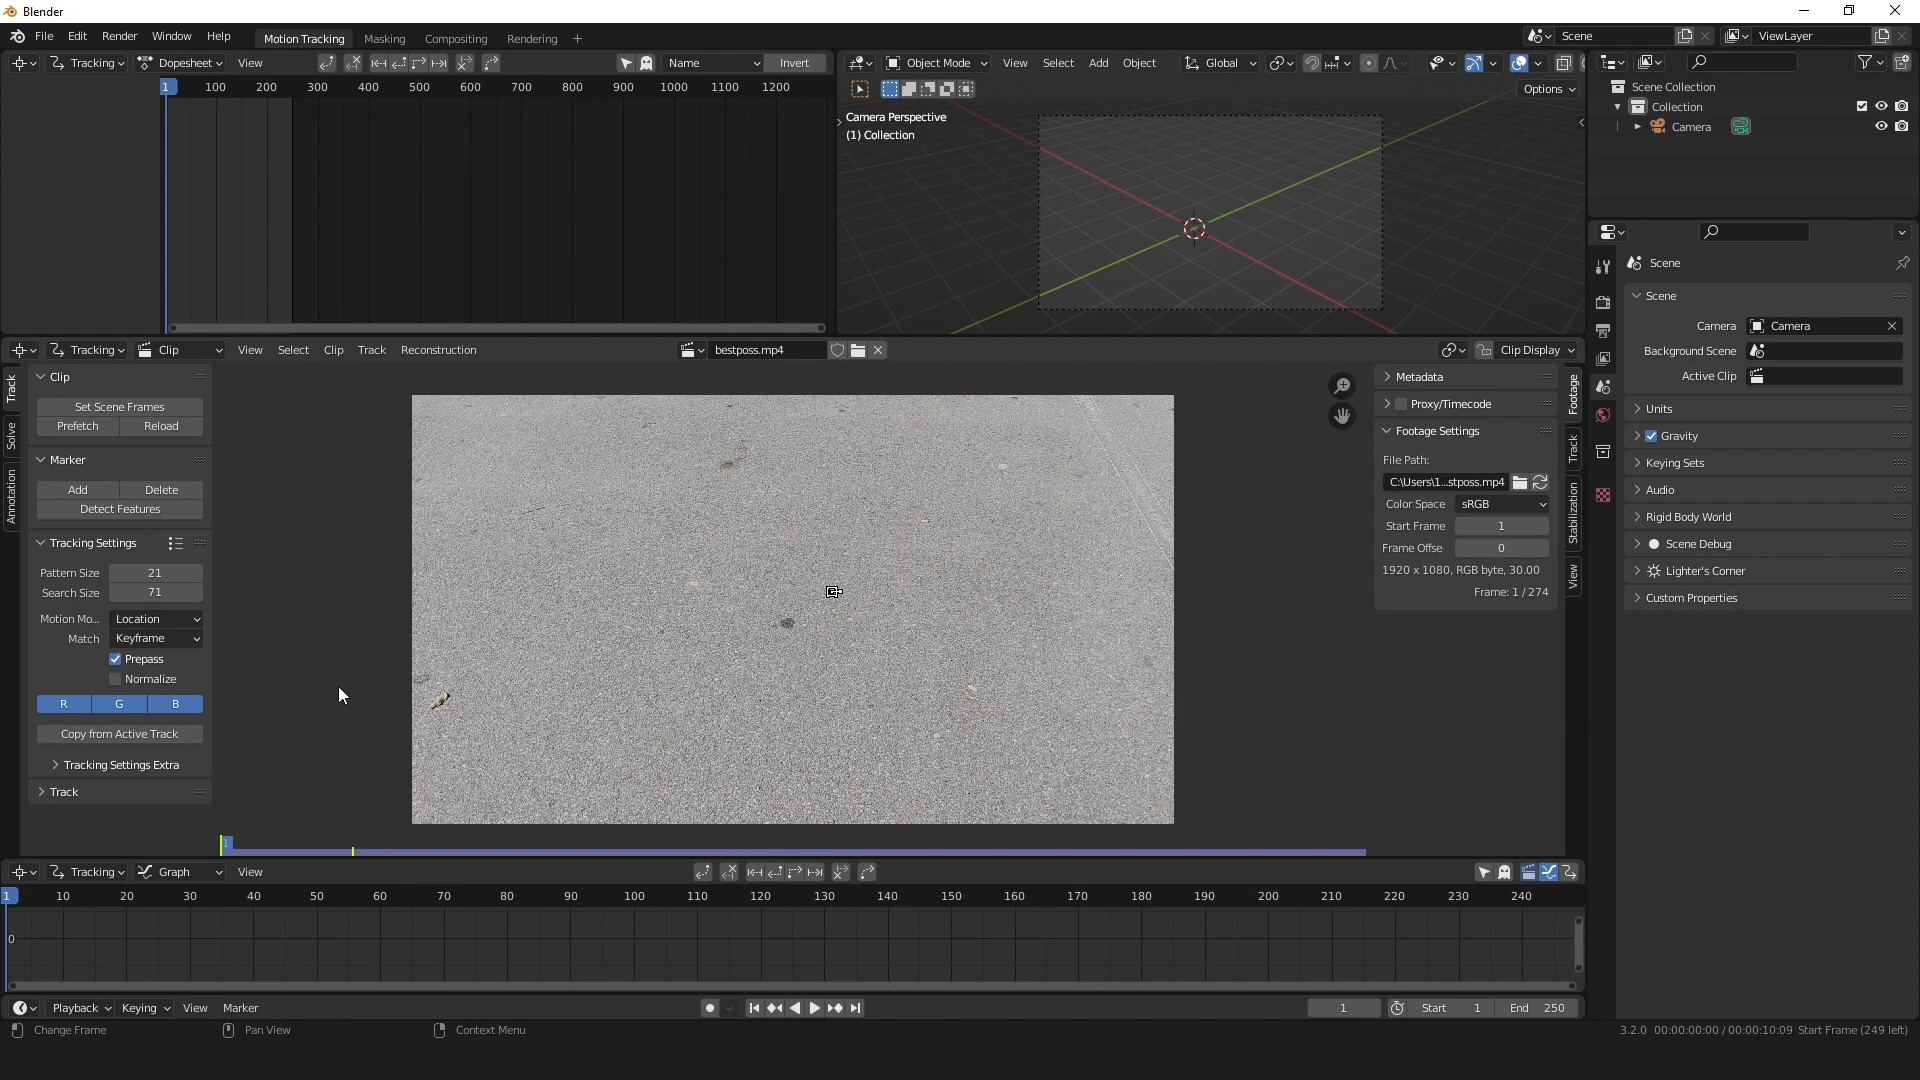 Blender
File Edit Render Window Help Motion Tracking Masking Compositing Rendering + Scene ViewLayer
Tracking Dopesheet View Name Invert Object Mode View Select Add Object Global
1 100 200 300 400 500 600 700 800 900 1000 1100 1200
Options
Camera Perspective
(1) Collection
Scene Collection
Collection
Camera
Scene
Scene
Camera Camera
Background Scene
Active Clip
Units
Gravity
Keying Sets
Audio
Rigid Body World
Scene Debug
Lighter's Corner
Custom Properties
Tracking Clip View Select Clip Track Reconstruction bestposs.mp4 Clip Display
Track
Solve
Annotation
Clip
Set Scene Frames
Prefetch Reload
Marker
Add Delete
Detect Features
Tracking Settings
Pattern Size 21
Search Size 71
Motion Mo... Location
Match Keyframe
Prepass
Normalize
R G B
Copy from Active Track
Tracking Settings Extra
Track
Metadata
Proxy/Timecode
Footage Settings
File Path:
C:\Users\1...stposs.mp4
Color Space sRGB
Start Frame 1
Frame Offse 0
1920 x 1080, RGB byte, 30.00
Frame: 1 / 274
Footage
Track
Stabilization
View
1
Tracking Graph View
1 10 20 30 40 50 60 70 80 90 100 110 120 130 140 150 160 170 180 190 200 210 220 230 240
0
Playback Keying View Marker 1 Start 1 End 250
Change Frame Pan View Context Menu 3.2.0 00:00:00:00 / 00:00:10:09 Start Frame (249 left)